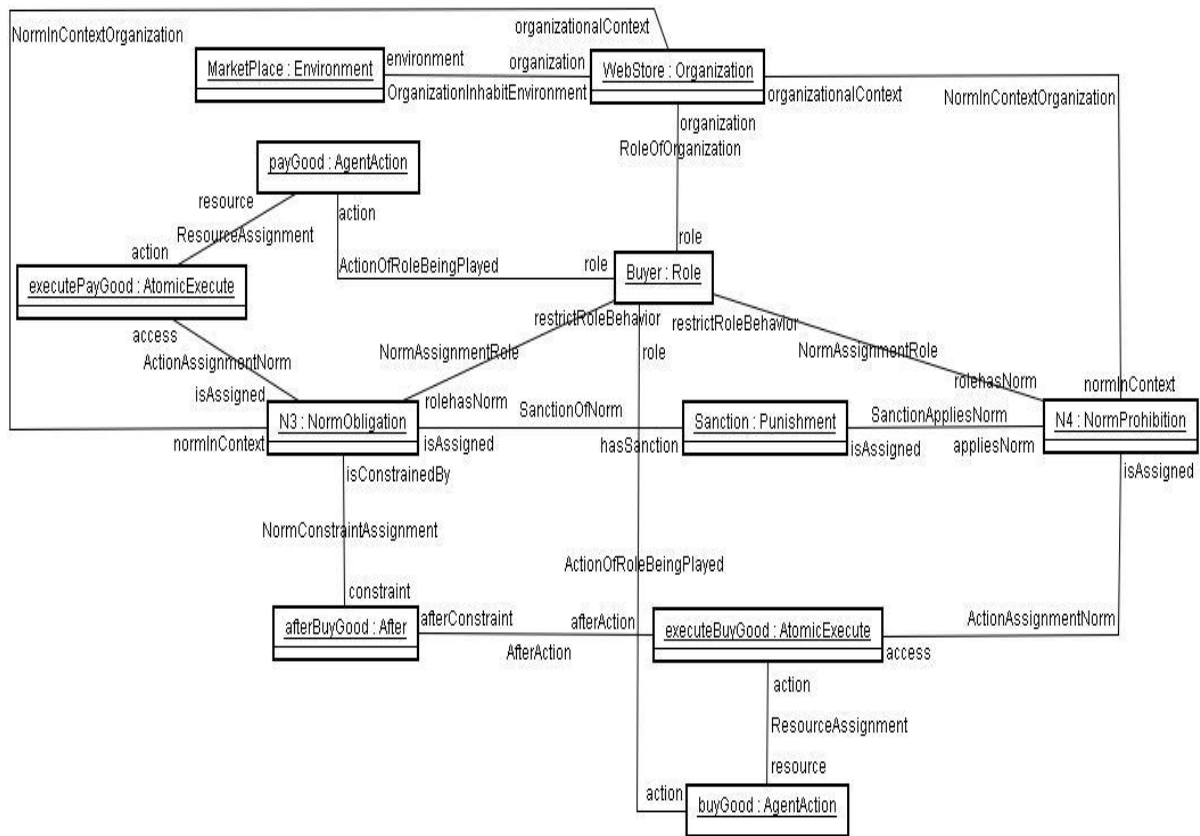 organizationalContext
NormInContextOrganization
environment
organization
MarketPlace : Environment
WebStore : Organization
OrganizationInhabitEnvironment
organizationalContext
NormInContextOrganization
organization
RoleOfOrganization
payGood : AgentAction
resource
action
ResourceAssignment
action
role
ActionOfRoleBeingPlayed
role
Buyer : Role
executePayGood : AtomicExecute
access
restrictRoleBehavior
restrictRoleBehavior
role
ActionAssignmentNorm
NormAssignmentRole
NormAssignmentRole
isAssigned
rolehasNorm
rolehasNorm
normInContext
N3 : NormObligation
SanctionOfNorm
Sanction : Punishment
SanctionAppliesNorm
N4 : NormProhibition
normInContext
isAssigned
hasSanction
isAssigned
appliesNorm
isAssigned
isConstrainedBy
NormConstraintAssignment
ActionOfRoleBeingPlayed
constraint
afterBuyGood : After
afterConstraint
afterAction
executeBuyGood : AtomicExecute
ActionAssignmentNorm
AfterAction
access
action
ResourceAssignment
resource
action
buyGood : AgentAction